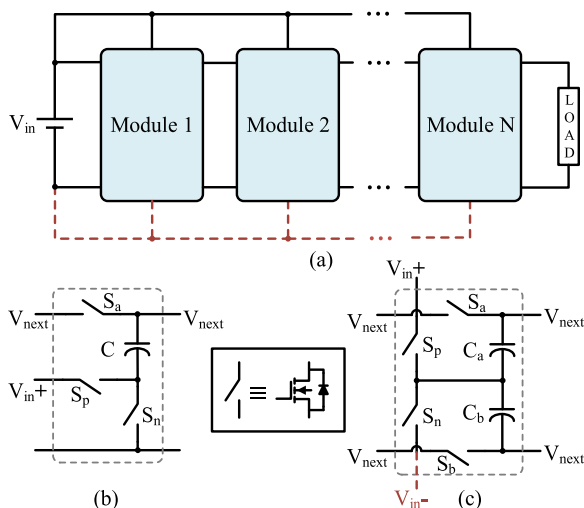 Vin
Module 1
Module 2
Module N
LOAD
(a)
Vnext
Sa
Vnext
C
Vin+
Sp
Sn
(b)
≡
Vin+
Vnext
Sa
Vnext
Sp
Ca
Sn
Cb
Vnext
Sb
Vnext
Vin-
(c)